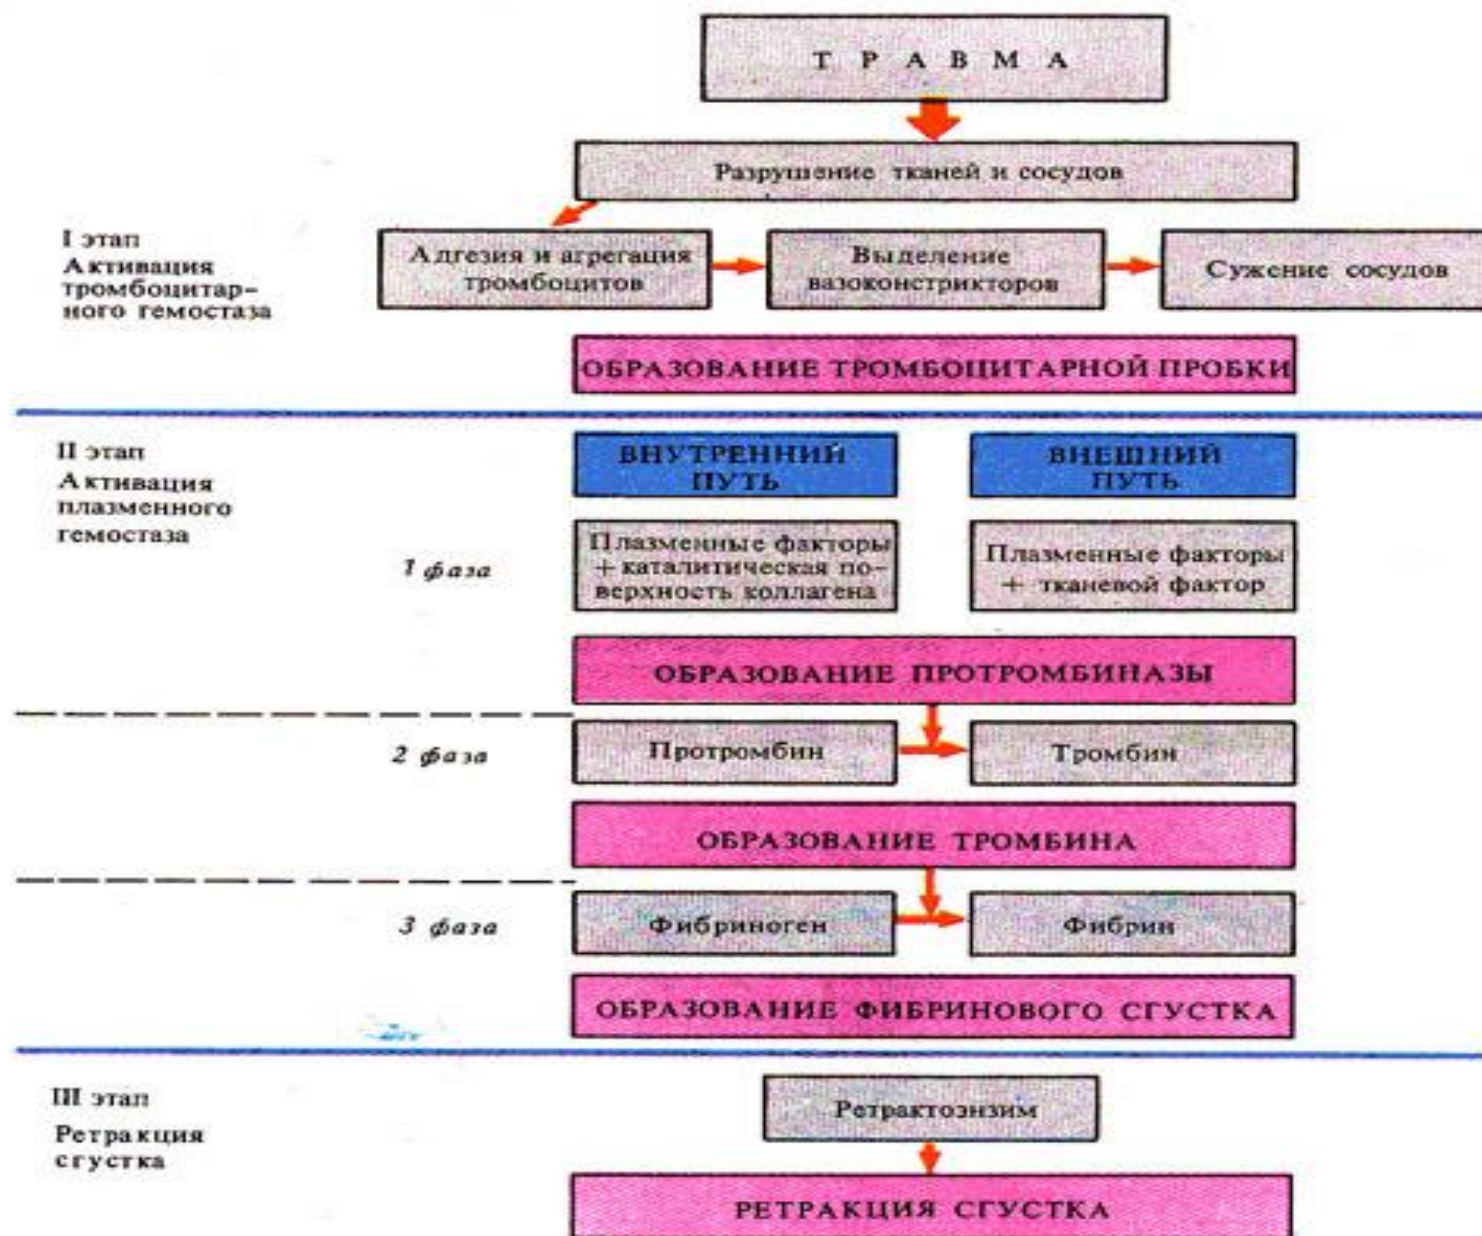 ТРАВМА
Разрушение тканей и сосудов
I этап
Активация
тромбоцитар-
ного гемостаза
Адгезия и агрегация
тромбоцитов
Выделение
вазоконстрикторов
Сужение сосудов
ОБРАЗОВАНИЕ ТРОМБОЦИТАРНОЙ ПРОБКИ
II этап
Активация
плазменного
гемостаза
ВНУТРЕННИЙ
ПУТЬ
ВНЕШНИЙ
ПУТЬ
1 фаза
Плазменные факторы
+каталитическая по-
верхность коллагена
Плазменные факторы
+ тканевой фактор
ОБРАЗОВАНИЕ ПРОТРОМБИНАЗЫ
2 фаза
Протромбин
Тромбин
ОБРАЗОВАНИЕ ТРОМБИНА
3 фаза
Фибриноген
Фибрин
ОБРАЗОВАНИЕ ФИБРИНОВОГО СГУСТКА
III этап
Ретракция
сгустка
Ретрактоэнзим
РЕТРАКЦИЯ СГУСТКА